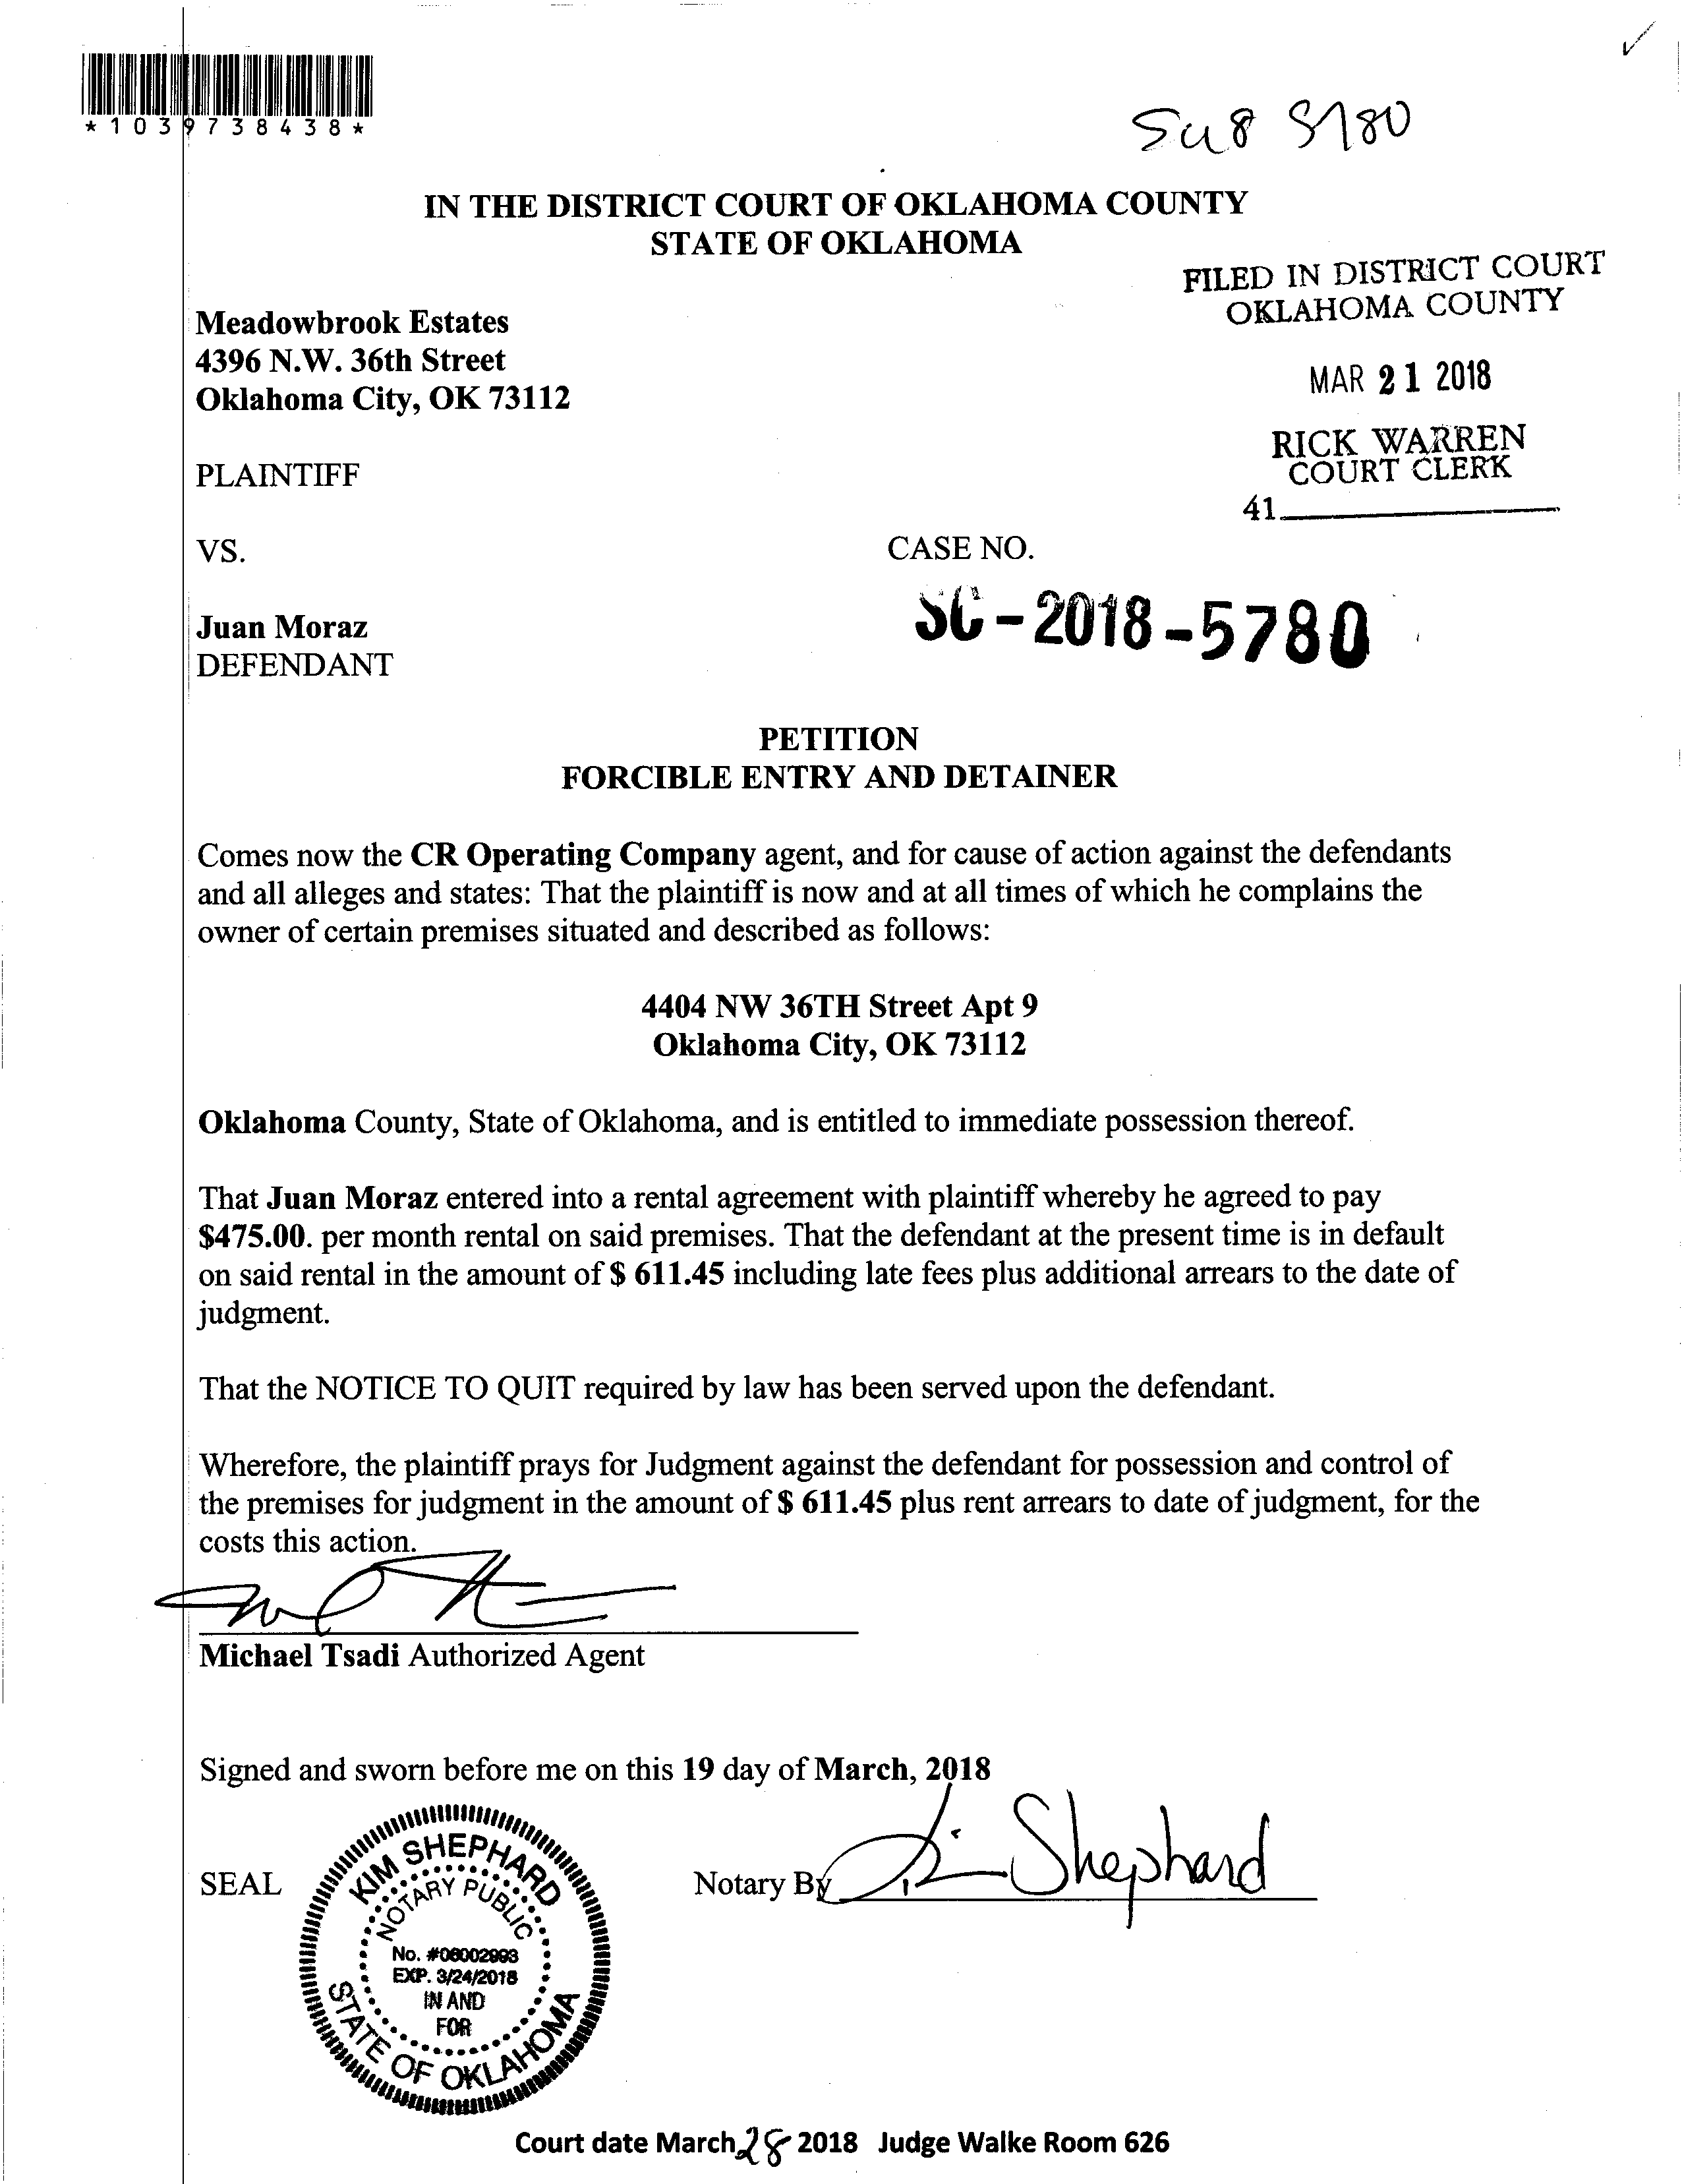 *1039738438*
IN THE DISTRICT COURT OF OKLAHOMA COUNTY
STATE OF OKLAHOMA
FILED IN DISTRICT COURT
OKLAHOMA COUNTY
MAR 21 2018
RICK WARREN
COURT CLERK
41
Meadowbrook Estates
4396 N.W. 36th Street
Oklahoma City, OK 73112
PLAINTIFF
VS.
CASE NO.
SC-2018-5780
Juan Moraz
DEFENDANT
PETITION
FORCIBLE ENTRY AND DETAINER
Comes now the CR Operating Company agent, and for cause of action against the defendants
and all alleges and states: That the plaintiff is now and at all times of which he complains the
owner of certain premises situated and described as follows:
4404 NW 36TH Street Apt 9
Oklahoma City, OK 73112
Oklahoma County, State of Oklahoma, and is entitled to immediate possession thereof.
That Juan Moraz entered into a rental agreement with plaintiff whereby he agreed to pay
$475.00. per month rental on said premises. That the defendant at the present time is in default
on said rental in the amount of $ 611.45 including late fees plus additional arrears to the date of
judgment.
That the NOTICE TO QUIT required by law has been served upon the defendant.
Wherefore, the plaintiff prays for Judgment against the defendant for possession and control of
the premises for judgment in the amount of $ 611.45 plus rent arrears to date of judgment, for the
costs this action.
Michael Tsadi Authorized Agent
Signed and sworn before me on this 19 day of March, 2018
SEAL
KIM SHEPHARD
NOTARY PUBLIC
No. #06002993
EXP. 3/24/2018
IN AND
FOR
STATE OF OKLAHOMA
Notary By Kim Shephard
Court date March 28 2018 Judge Walke Room 626